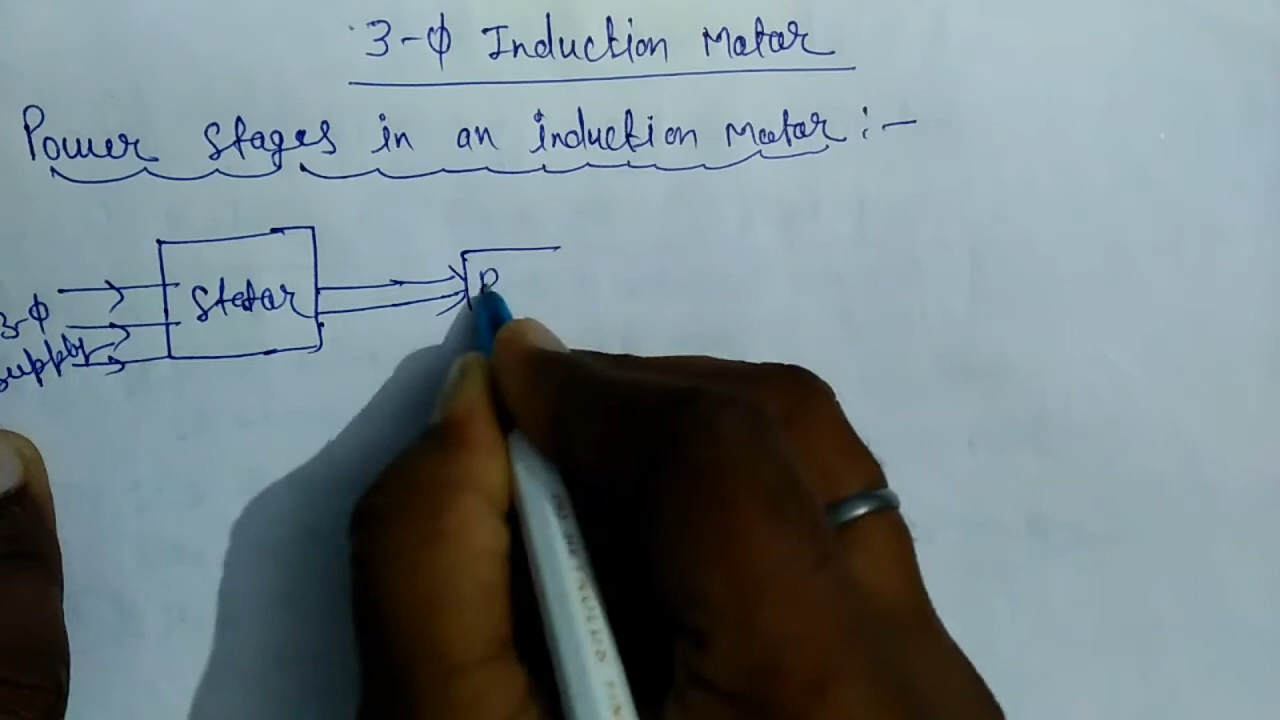 3-Φ Induction Motor
Power stages in an induction motor :-
3-Φ
supply
Stator
R